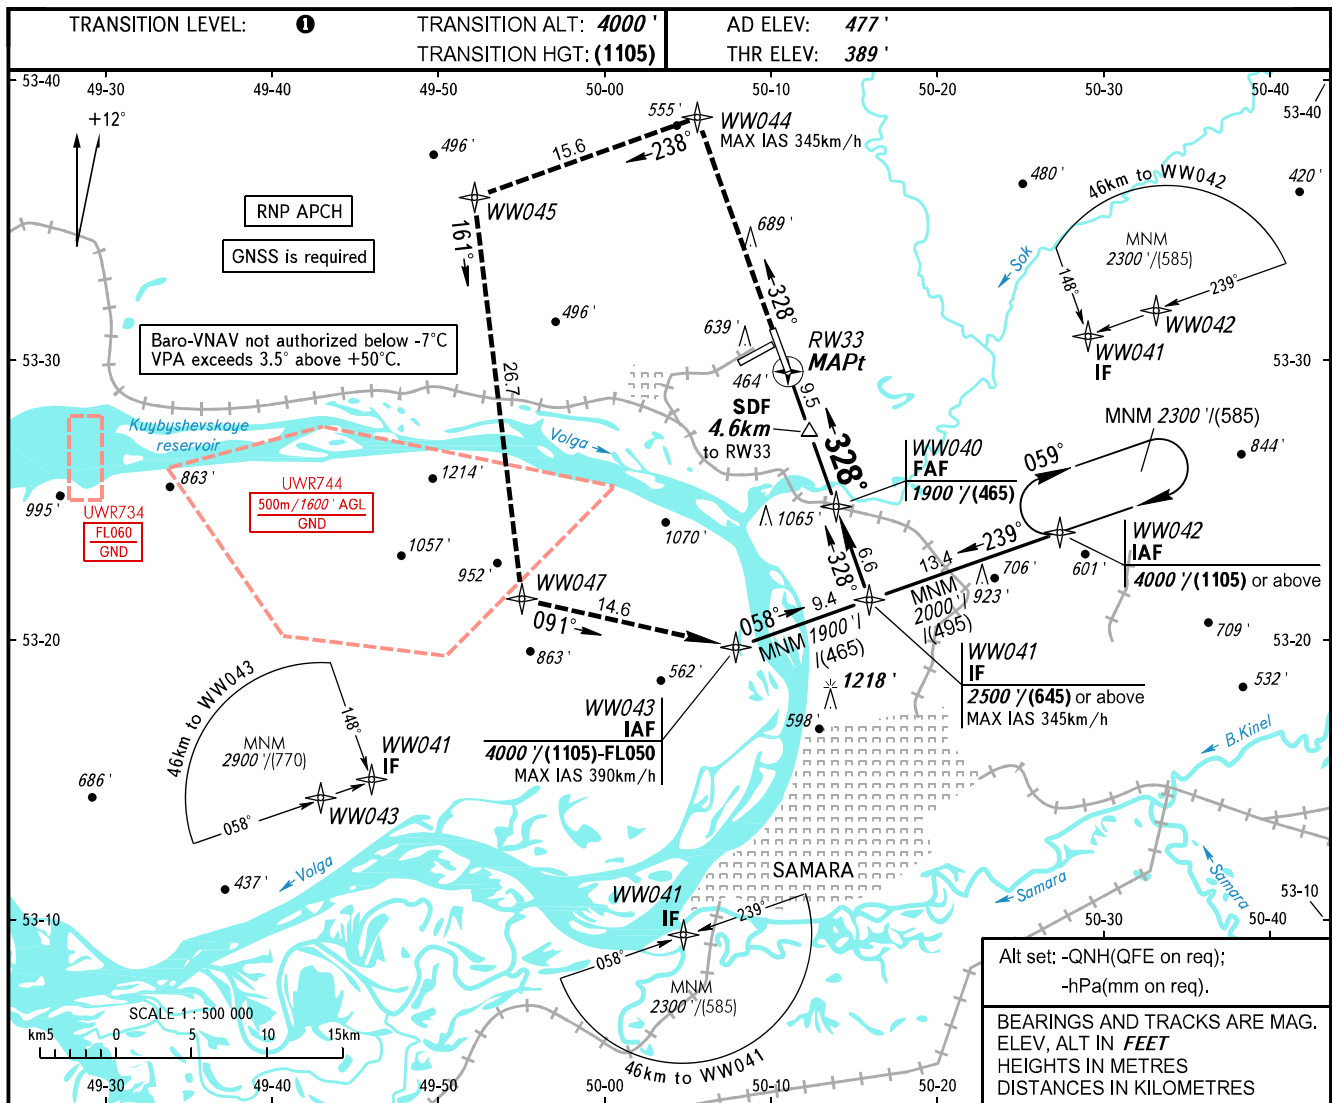 TRANSITION LEVEL: 1 TRANSITION ALT: 4000 '
TRANSITION HGT: (1105)
AD ELEV: 477 '
THR ELEV: 389 '
53-40 49-30 49-40 49-50 50-00 50-10 50-20 50-30 50-40
53-40
+12°
496 '
555 '
WW044
MAX IAS 345km/h
15.6
238°
480 '
420 '
46km to WW042
MNM
2300 '/(585)
148°
239°
WW042
WW041
IF
RNP APCH
GNSS is required
WW045
161°
689 '
Sok
328°
496 '
639 '
Baro-VNAV not authorized below -7°C
VPA exceeds 3.5° above +50°C.
RW33
MAPt
53-30
53-30
26.7
464 '
9.5
SDF
4.6km
to RW33
328°
MNM 2300 '/(585)
Kuybyshevskoye
reservoir
Volga
WW040
FAF
1900 '/(465)
059°
844 '
863 '
995 '
1214 '
UWR744
500m/1600' AGL
GND
UWR734
FL060
GND
1065 '
1070 '
1057 '
952 '
328°
6.6
239°
13.4
706 '
923 '
601 '
WW042
IAF
4000 '/(1105) or above
WW047
14.6
091°
058°
9.4
MNM 1900 '/
/(465)
MNM
2000 '/
/(495)
709 '
53-20
53-20
863 '
562 '
WW041
IF
2500 '/(645) or above
MAX IAS 345km/h
532 '
1218 '
598 '
WW043
IAF
4000 '/(1105)-FL050
MAX IAS 390km/h
46km to WW043
148°
MNM
2900 '/(770)
WW041
IF
058°
WW043
686 '
B.Kinel
437 '
Volga
SAMARA
Samara
Samara
WW041
IF
239°
058°
MNM
2300 '/(585)
46km to WW041
53-10
53-10
50-30 50-40
SCALE 1 : 500 000
km5 0 5 10 15km
49-30 49-40 49-50 50-00 50-10 50-20
Alt set: -QNH(QFE on req);
-hPa(mm on req).
BEARINGS AND TRACKS ARE MAG.
ELEV, ALT IN FEET
HEIGHTS IN METRES
DISTANCES IN KILOMETRES